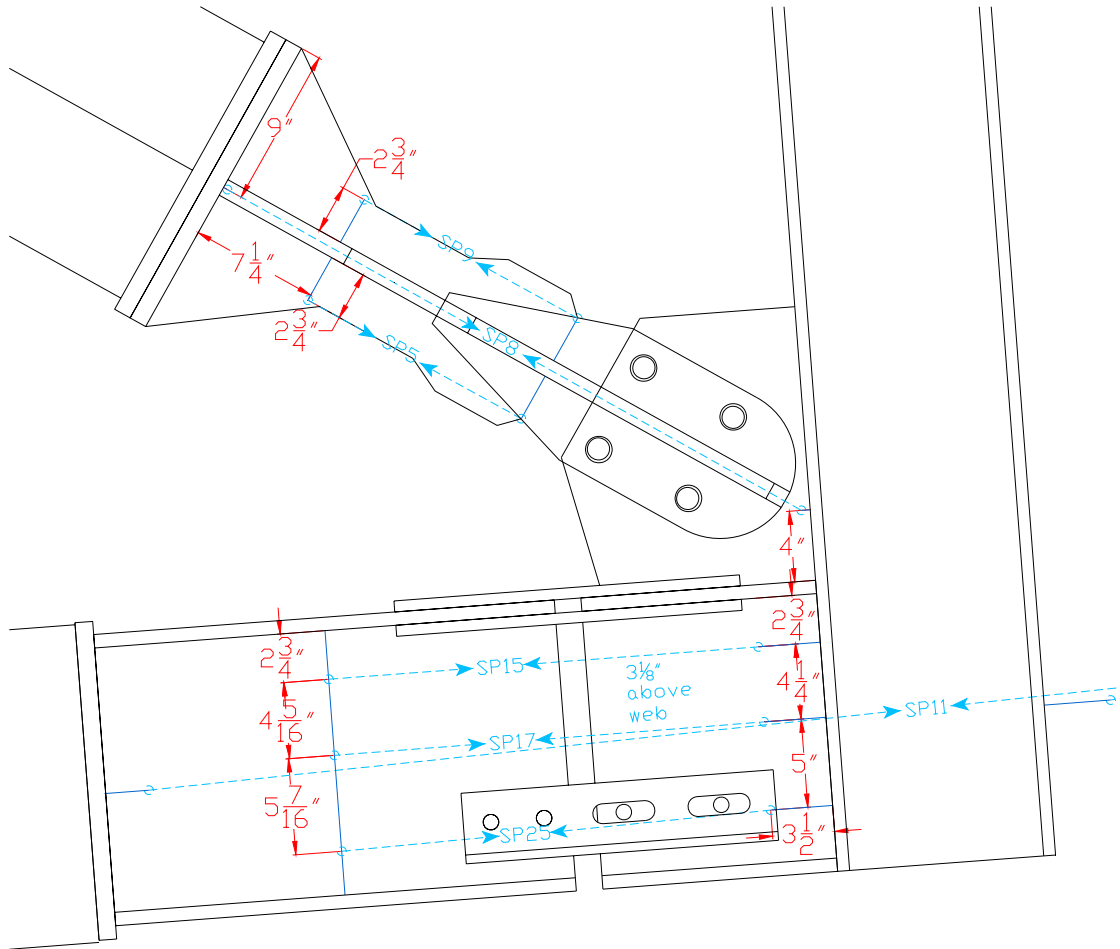 9"
2 3/4"
SP9
7 1/4"
2 3/4"
SP5
SP8
4"
2 3/4"
2 3/4"
SP15
3⅛"
above
web
4 1/4"
4 5/16"
SP11
SP17
5"
5 7/16"
SP25
3 1/2"